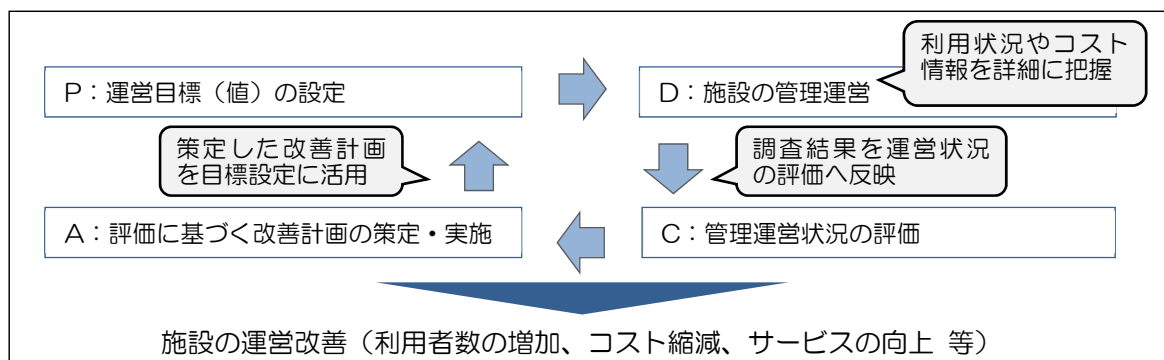 利用状況やコスト
情報を詳細に把握
P：運営目標（値）の設定
D：施設の管理運営
策定した改善計画
を目標設定に活用
調査結果を運営状況
の評価へ反映
A：評価に基づく改善計画の策定・実施
C：管理運営状況の評価
施設の運営改善（利用者数の増加、コスト縮減、サービスの向上 等）